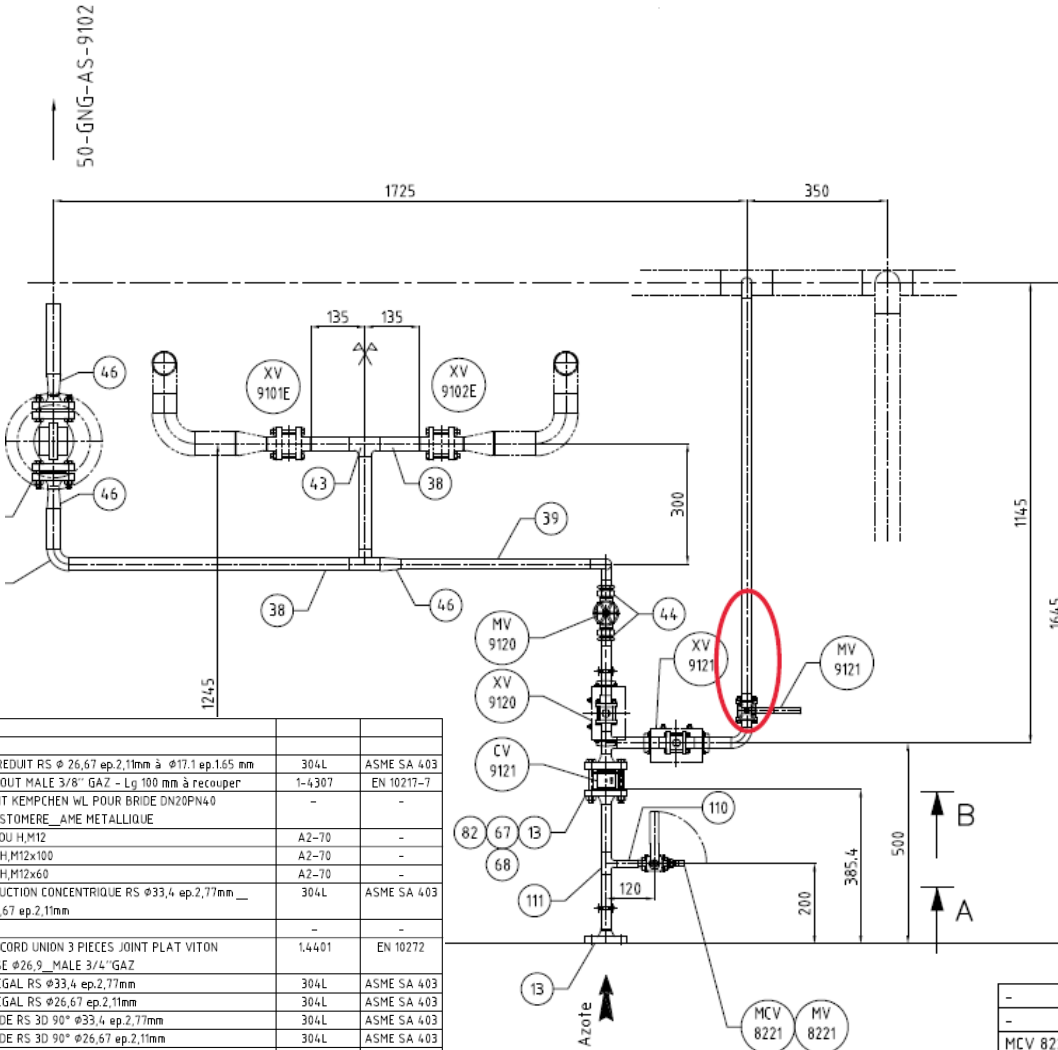 50-GNG-AS-9102
1725
350
135
135
46
XV
9101E
XV
9102E
43
38
46
300
1145
39
1645
38
46
44
MV
9120
XV
9121
MV
9121
XV
9120
1245
CV
9121
82
67
13
68
110
B
500
385.4
111
120
200
A
13
Azote
MCV
8221
MV
8221
REDUIT RS φ 26,67 ep.2,11mm à φ17.1 ep.1.65 mm 304L ASME SA 403
OUT MALE 3/8'' GAZ - Lg 100 mm à recouper 1-4307 EN 10217-7
T KEMPCHEN WL POUR BRIDE DN20PN40 - -
STOMERE__AME METALLIQUE
OU H,M12 A2-70 -
H,M12x100 A2-70 -
H,M12x60 A2-70 -
UCTION CONCENTRIQUE RS φ33,4 ep.2,77mm __ 304L ASME SA 403
,67 ep.2,11mm
- -
CORD UNION 3 PIECES JOINT PLAT VITON 1.4401 EN 10272
SE φ26,9__MALE 3/4''GAZ
EGAL RS φ33,4 ep.2,77mm 304L ASME SA 403
EGAL RS φ26,67 ep.2,11mm 304L ASME SA 403
DE RS 3D 90° φ33,4 ep.2,77mm 304L ASME SA 403
DE RS 3D 90° φ26,67 ep.2,11mm 304L ASME SA 403
-
-
MCV 82